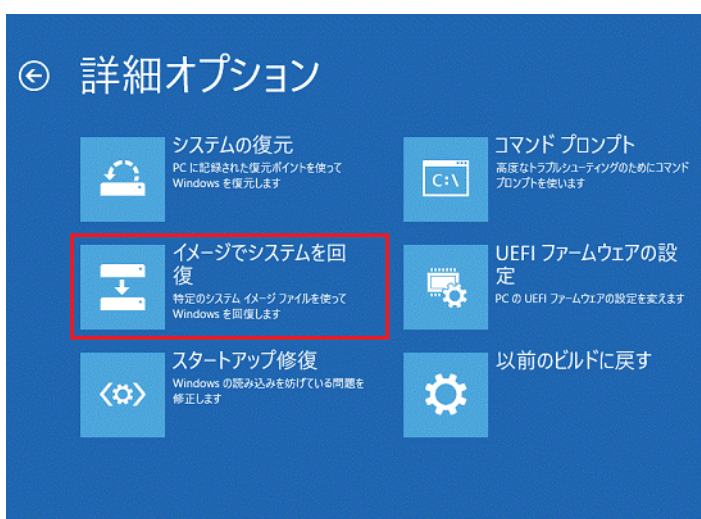 詳細オプション
システムの復元
PC に記録された復元ポイントを使って
Windows を復元します
コマンド プロンプト
高度なトラブルシューティングのためにコマンド
プロンプトを使います
C:\
イメージでシステムを回
復
特定のシステム イメージ ファイルを使って
Windows を回復します
UEFI ファームウェアの設
定
PC の UEFI ファームウェアの設定を変えます
スタートアップ修復
Windows の読み込みを妨げている問題を
修正します
以前のビルドに戻す